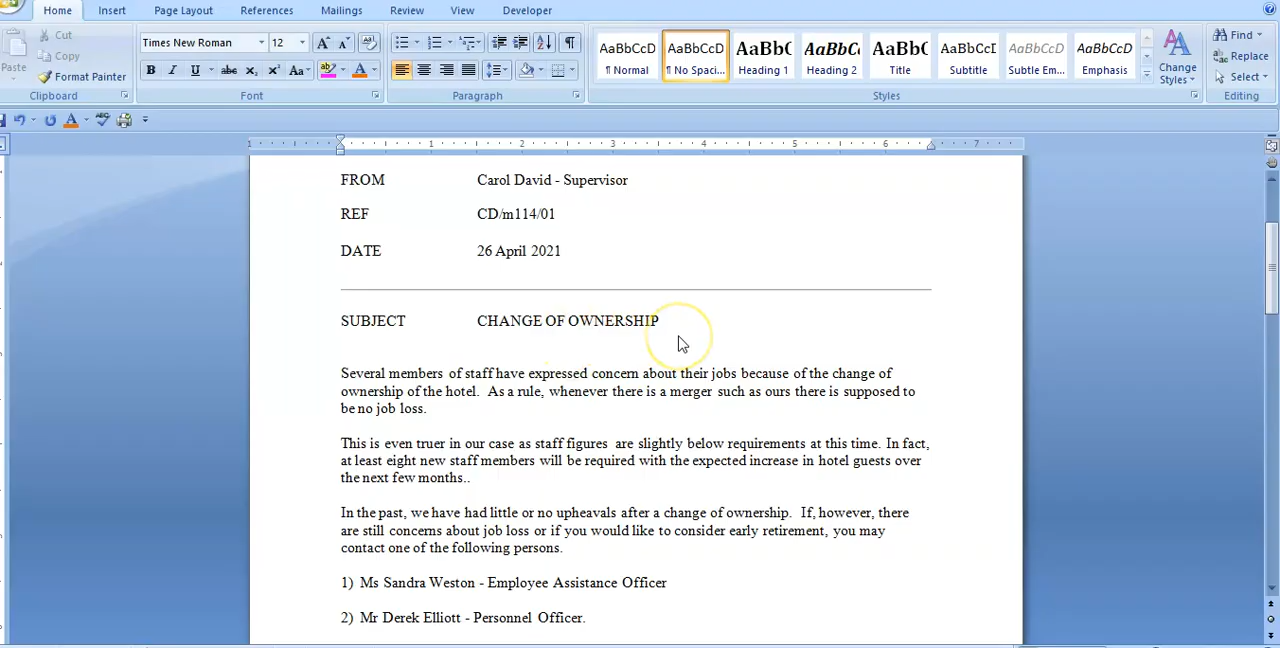 Home Insert Page Layout References Mailings Review View Developer
Cut
Copy
Format Painter
Paste
Clipboard
Times New Roman 12
Font
Paragraph
AaBbCcD AaBbCcD AaBbC AaBbCc AaBbC AaBbCcI AaBbCcD AaBbCcD
¶ Normal ¶ No Spaci... Heading 1 Heading 2 Title Subtitle Subtle Em... Emphasis
Change Styles
Styles
Find
Replace
Select
Editing
1 1 2 3 4 5 6 7
FROM Carol David - Supervisor
REF CD/m114/01
DATE 26 April 2021
SUBJECT CHANGE OF OWNERSHIP
Several members of staff have expressed concern about their jobs because of the change of
ownership of the hotel. As a rule, whenever there is a merger such as ours there is supposed to
be no job loss.
This is even truer in our case as staff figures are slightly below requirements at this time. In fact,
at least eight new staff members will be required with the expected increase in hotel guests over
the next few months..
In the past, we have had little or no upheavals after a change of ownership. If, however, there
are still concerns about job loss or if you would like to consider early retirement, you may
contact one of the following persons.
1) Ms Sandra Weston - Employee Assistance Officer
2) Mr Derek Elliott - Personnel Officer.